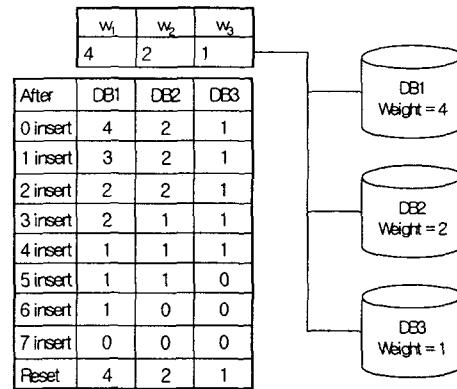 w₁ w₂ w₃
4 2 1
After DB1 DB2 DB3
0 insert 4 2 1
1 insert 3 2 1
2 insert 2 2 1
3 insert 2 1 1
4 insert 1 1 1
5 insert 1 1 0
6 insert 1 0 0
7 insert 0 0 0
Reset 4 2 1
DB1
Weight = 4
DB2
Weight = 2
DB3
Weight = 1